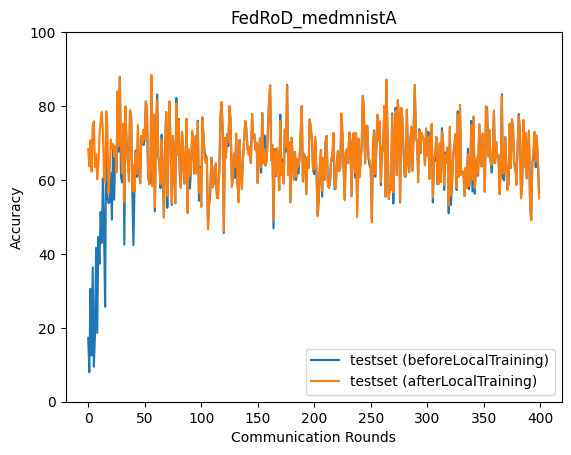 FedRoD_medmnistA
Accuracy
100
80
60
40
20
0
0 50 100 150 200 250 300 350 400
Communication Rounds
testset (beforeLocalTraining)
testset (afterLocalTraining)